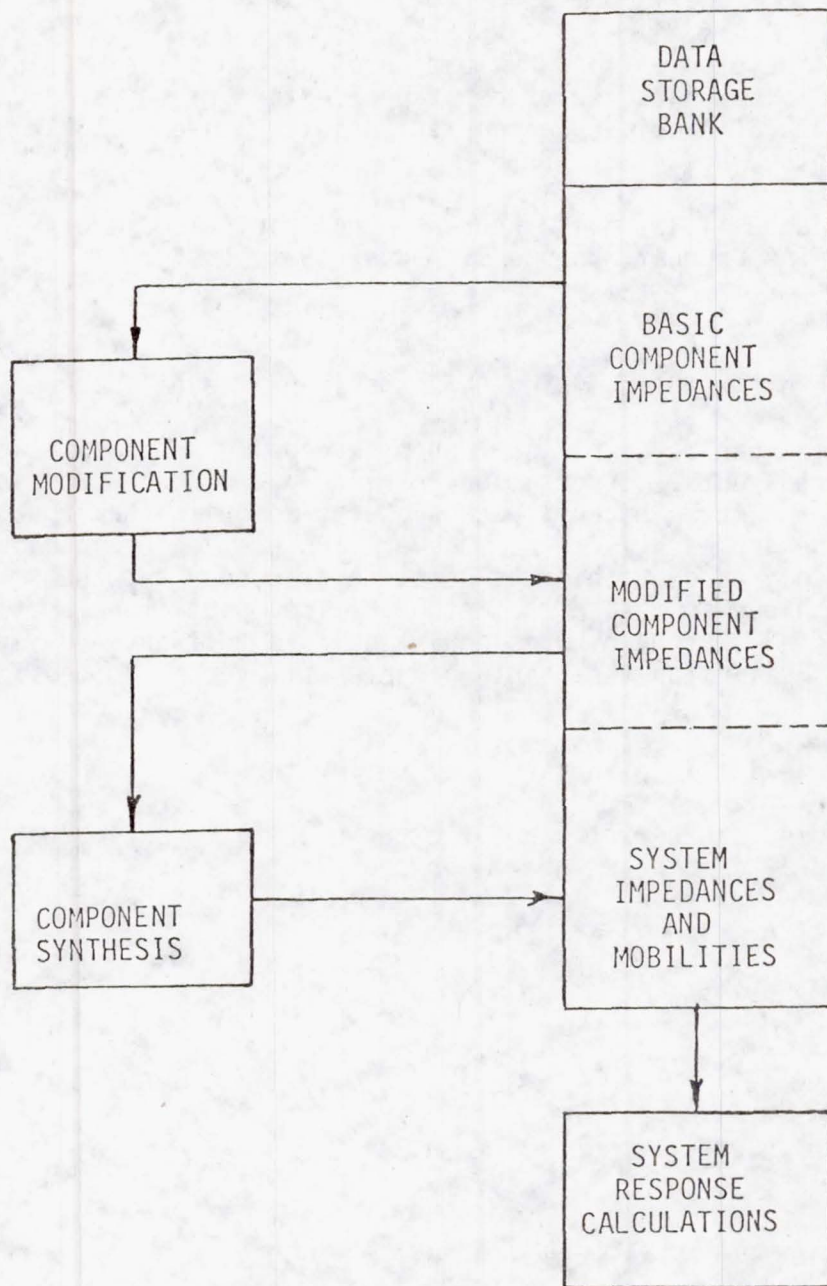 DATA
STORAGE
BANK
BASIC
COMPONENT
IMPEDANCES
COMPONENT
MODIFICATION
MODIFIED
COMPONENT
IMPEDANCES
SYSTEM
IMPEDANCES
AND
MOBILITIES
COMPONENT
SYNTHESIS
SYSTEM
RESPONSE
CALCULATIONS